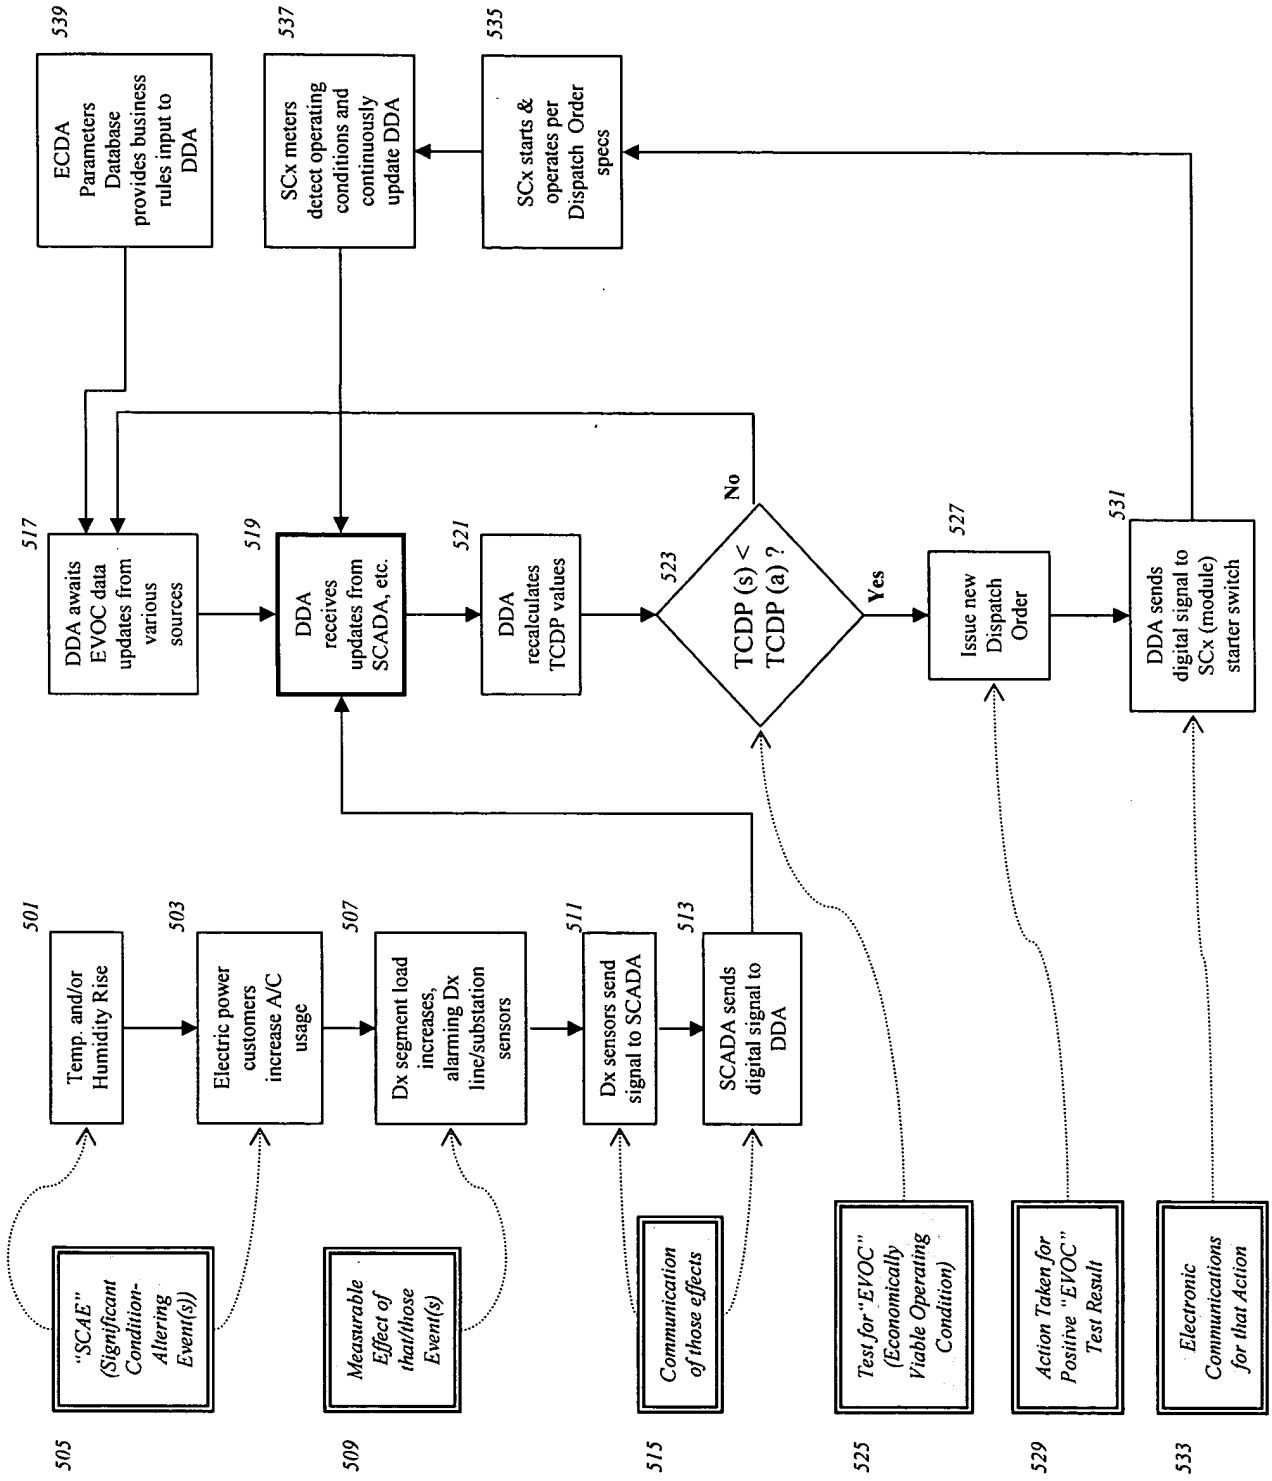 505
"SCAE"
(Significant
Condition-
Altering
Event(s))
509
Measurable
Effect of
that/those
Event(s)
515
Communication
of those effects
525
Test for "EVOC"
(Economically
Viable Operating
Condition)
529
Action Taken for
Positive "EVOC"
Test Result
533
Electronic
Communications
for that Action
501
Temp. and/or
Humidity Rise
503
Electric power
customers
increase A/C
usage
507
Dx segment load
increases,
alarming Dx
line/substation
sensors
511
Dx sensors send
signal to SCADA
513
SCADA sends
digital signal to
DDA
517
DDA awaits
EVOC data
updates from
various
sources
519
DDA
receives
updates from
SCADA, etc.
521
DDA
recalculates
TCDP values
523
TCDP (s) <
TCDP (a) ?
No
Yes
527
Issue new
Dispatch
Order
531
DDA sends
digital signal to
SCx (module)
starter switch
539
ECDA
Parameters
Database
provides business
rules input to
DDA
537
SCx meters
detect operating
conditions and
continuously
update DDA
535
SCx starts &
operates per
Dispatch Order
specs